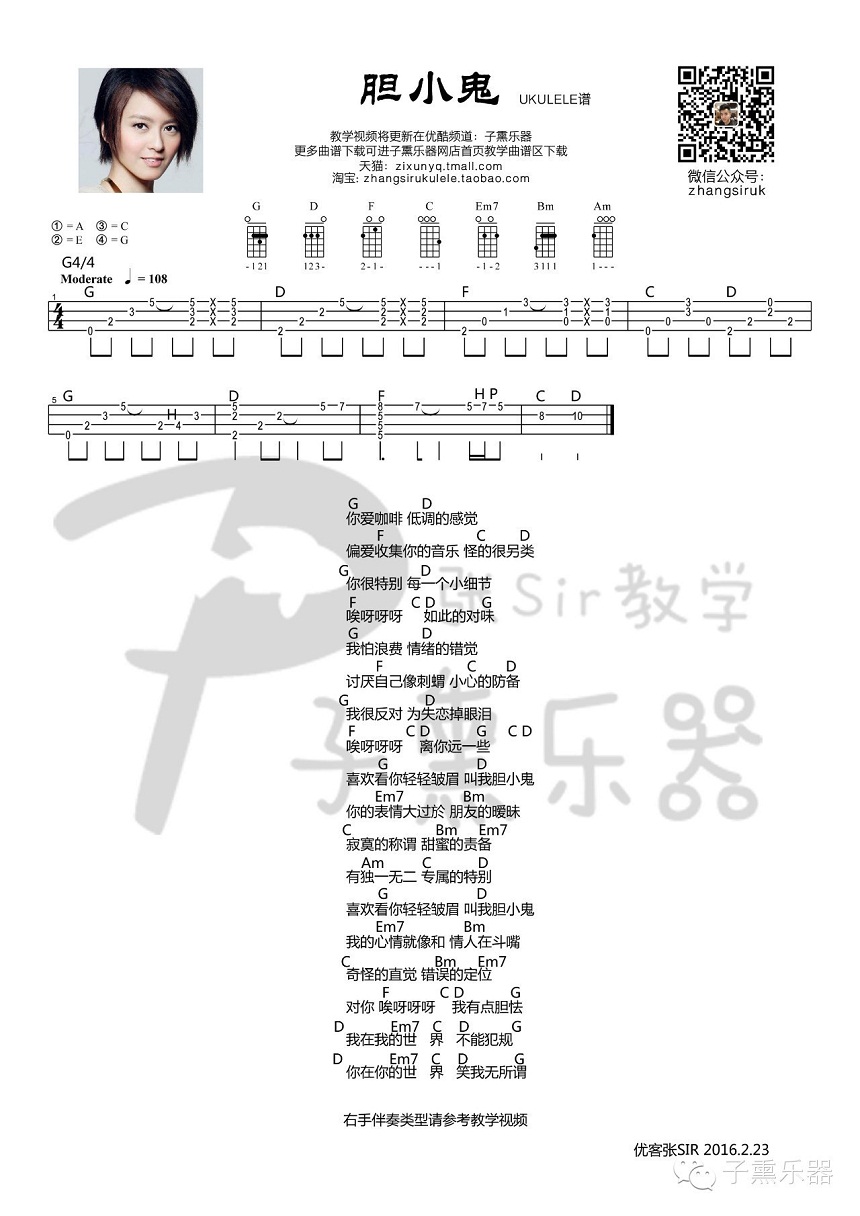 胆小鬼 UKULELE谱
教学视频将更新在优酷频道：子熏乐器
更多曲谱下载可进子熏乐器网店首页教学曲谱区下载
天猫：zixunyq.tmall.com
淘宝: zhangsirukulele.taobao.com
微信公众号：
zhangsiruk
G D F C Em7 Bm Am
① = A ③ = C
② = E ④ = G
-121 123- 2-1- ---1 -1-2 3111 1---
G4/4
Moderate ♩ = 108
G D F C D
G D F H P C D
H
G D
你爱咖啡 低调的感觉
F C D
偏爱收集你的音乐 怪的很另类
G D
你很特别 每一个小细节
F C D G
唉呀呀呀 如此的对味
G D
我怕浪费 情绪的错觉
F C D
讨厌自己像刺蝟 小心的防备
G D
我很反对 为失恋掉眼泪
F C D G C D
唉呀呀呀 离你远一些
G D
喜欢看你轻轻皱眉 叫我胆小鬼
Em7 Bm
你的表情大过於 朋友的暧昧
C Bm Em7
寂寞的称谓 甜蜜的责备
Am C D
有独一无二 专属的特别
G D
喜欢看你轻轻皱眉 叫我胆小鬼
Em7 Bm
我的心情就像和 情人在斗嘴
C Bm Em7
奇怪的直觉 错误的定位
F C D G
对你 唉呀呀呀 我有点胆怯
D Em7 C D G
我在我的世 界 不能犯规
D Em7 C D G
你在你的世 界 笑我无所谓
右手伴奏类型请参考教学视频
优客张SIR 2016.2.23
子熏乐器
张Sir教学
子熏乐器